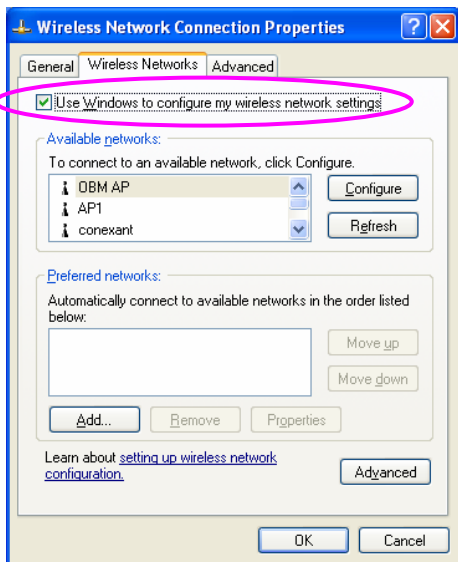 Wireless Network Connection Properties
General Wireless Networks Advanced
Use Windows to configure my wireless network settings
Available networks:
To connect to an available network, click Configure.
OBM AP
AP1
conexant
Configure
Refresh
Preferred networks:
Automatically connect to available networks in the order listed
below:
Move up
Move down
Add... Remove Properties
Learn about setting up wireless network
configuration.
Advanced
OK Cancel